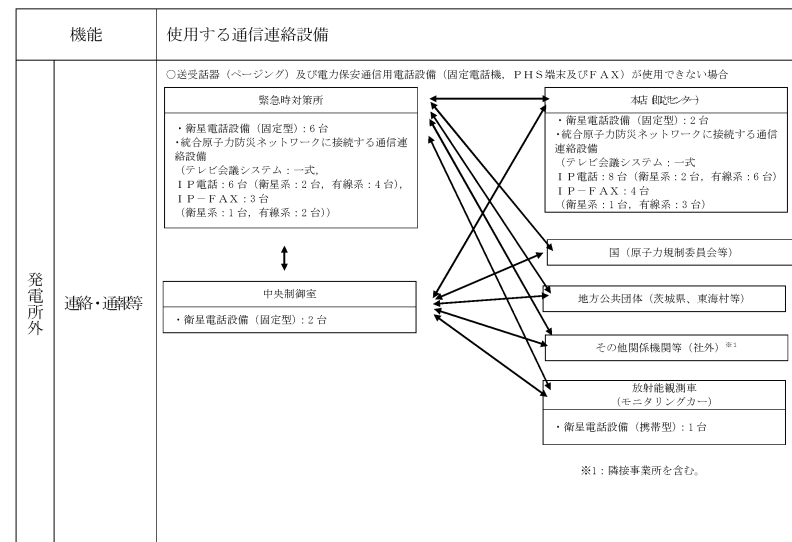 機能
使用する通信連絡設備
発電所外
連絡・通報等
○送受話器（ページング）及び電力保安通信用電話設備（固定電話機，ＰＨＳ端末及びＦＡＸ）が使用できない場合
緊急時対策所
・衛星電話設備（固定型）：6台
・統合原子力防災ネットワークに接続する通信連
絡設備
（テレビ会議システム：一式，
ＩＰ電話：6台（衛星系：2台，有線系：4台），
ＩＰ－ＦＡＸ：3台
（衛星系：1台，有線系：2台））
中央制御室
・衛星電話設備（固定型）：2台
・衛星電話設備（固定型）：2台
・統合原子力防災ネットワークに接続する通信
連絡設備
（テレビ会議システム：一式
ＩＰ電話：8台（衛星系：2台，有線系：6台）
ＩＰ－ＦＡＸ：4台
（衛星系：1台，有線系：3台）
国（原子力規制委員会等）
地方公共団体（茨城県、東海村等）
その他関係機関等（社外）※1
放射能観測車
（モニタリングカー）
・衛星電話設備（携帯型）：1台
※1：隣接事業所を含む。